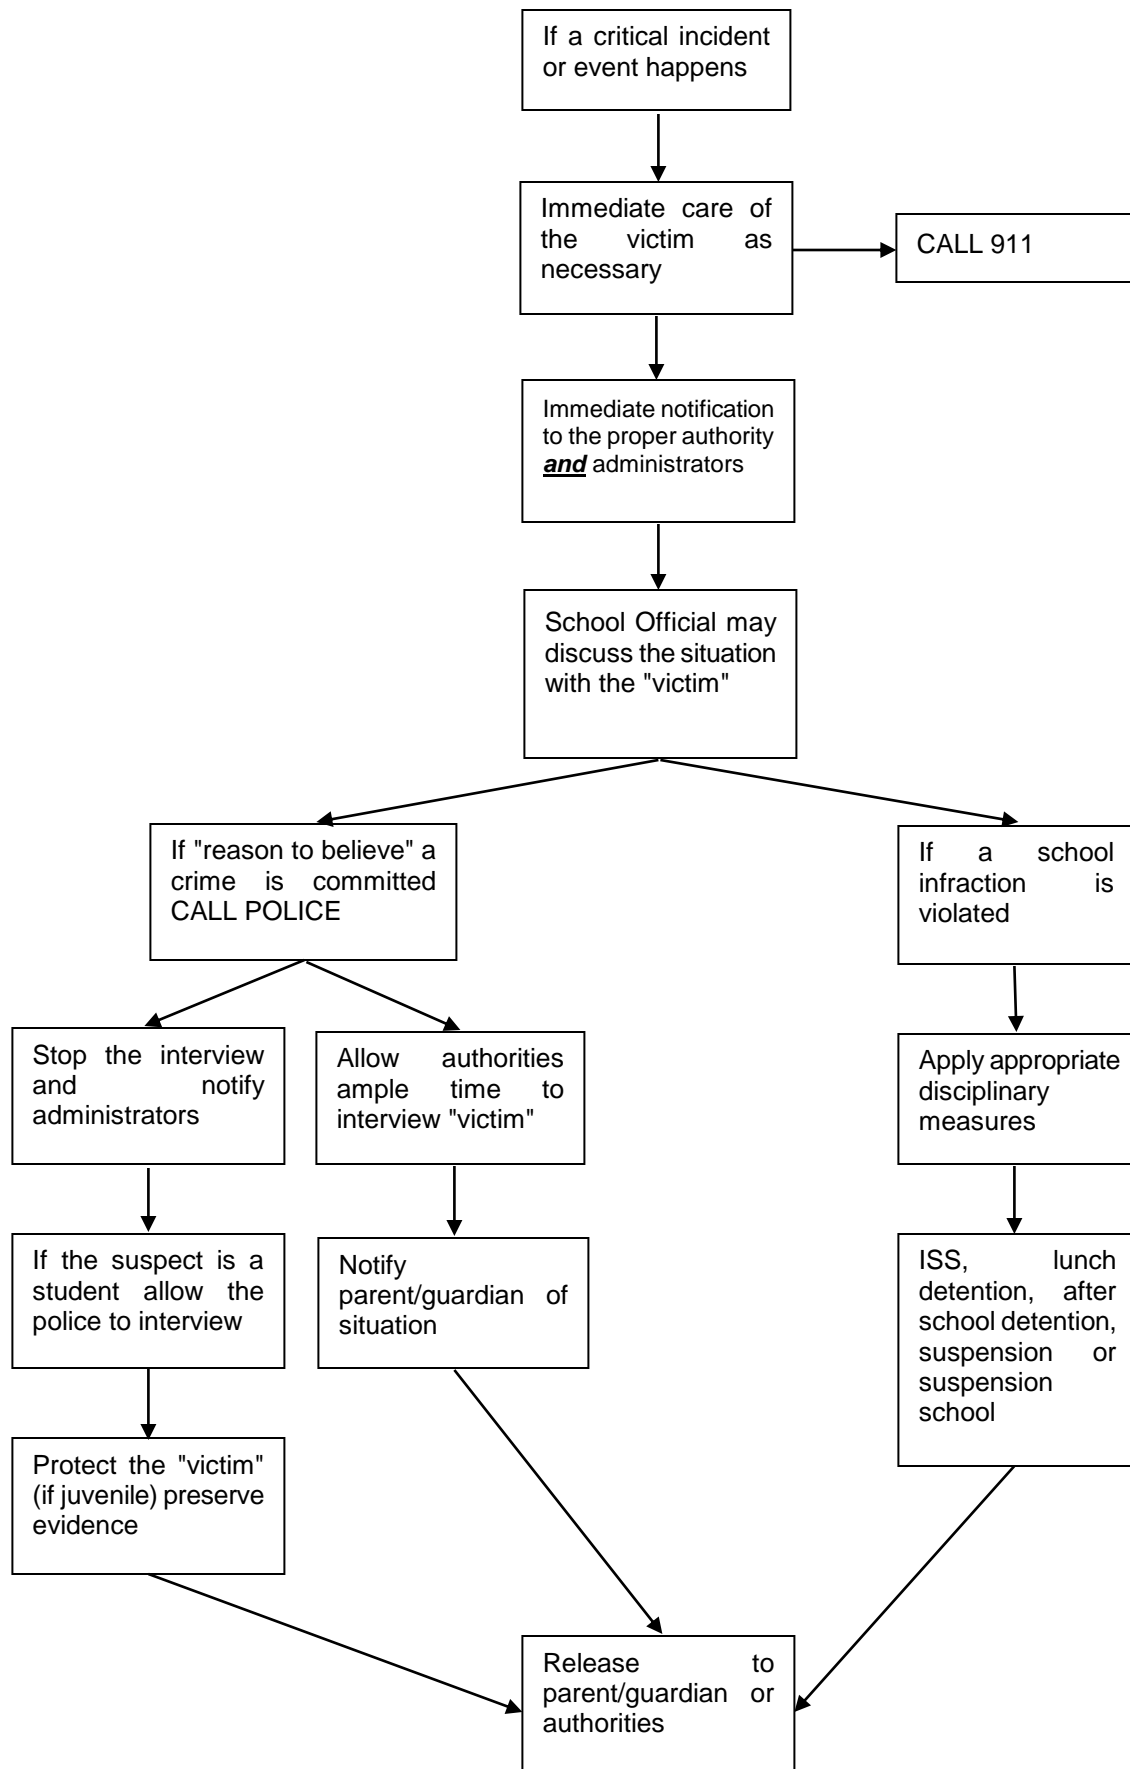 If a critical incident
or event happens
Immediate care of
the victim as
necessary
CALL 911
Immediate notification
to the proper authority
and administrators
School Official may
discuss the situation
with the "victim"
If "reason to believe" a
crime is committed
CALL POLICE
If a school
infraction is
violated
Stop the interview
and notify
administrators
Allow authorities
ample time to
interview "victim"
Apply appropriate
disciplinary
measures
If the suspect is a
student allow the
police to interview
Notify
parent/guardian of
situation
ISS, lunch
detention, after
school detention,
suspension or
suspension
school
Protect the "victim"
(if juvenile) preserve
evidence
Release to
parent/guardian or
authorities